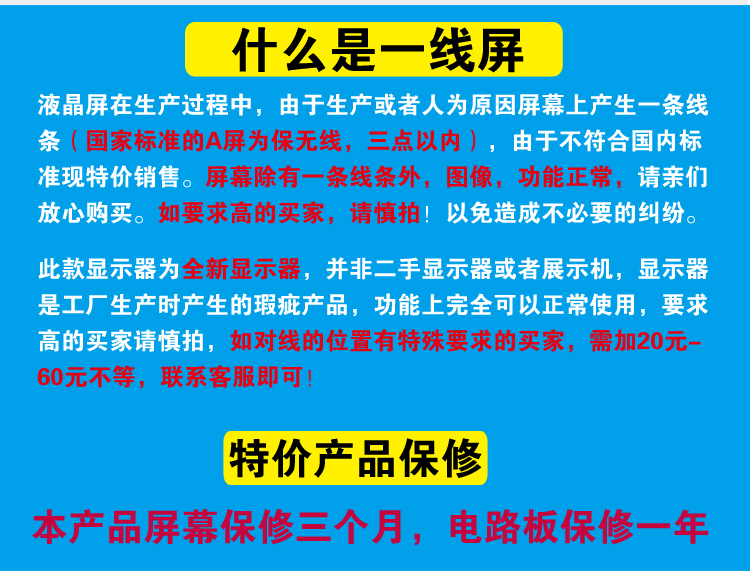 什么是一线屏
液晶屏在生产过程中，由于生产或者人为原因屏幕上产生一条线
条（国家标准的A屏为保无线，三点以内），由于不符合国内标
准现特价销售。屏幕除有一条线条外，图像，功能正常，请亲们
放心购买。如要求高的买家，请慎拍！以免造成不必要的纠纷。
此款显示器为全新显示器，并非二手显示器或者展示机，显示器
是工厂生产时产生的瑕疵产品，功能上完全可以正常使用，要求
高的买家请慎拍，如对线的位置有特殊要求的买家，需加20元-
60元不等，联系客服即可！
特价产品保修
本产品屏幕保修三个月，电路板保修一年